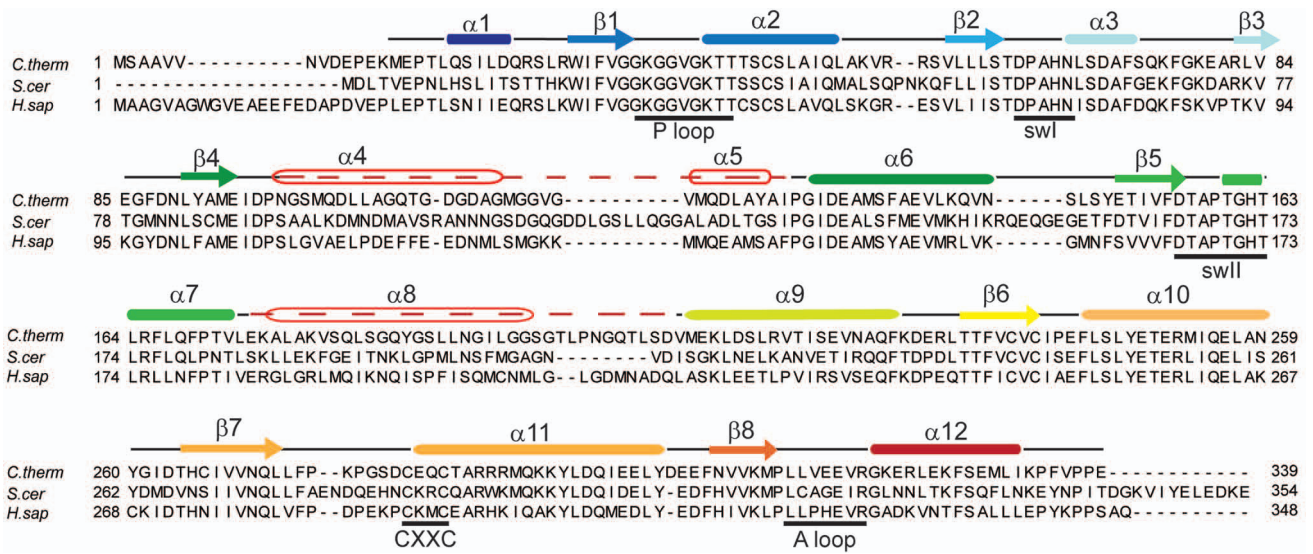 α1 β1 α2 β2 α3 β3
C.therm 1 MSAAVV-----------NVDEPEKMEPTLQSILDQRSLRWIFVGGKGGVGKTTTSCSLAIQLAKVR--RSVLLLSTDPAHNLSDAFSQKFGKEARLV 84
S.cer 1 --------------------MDLTVEPNLHSLITSTTHKWIFVGGKGGVGKTTSSCSIAIQMALSQPNKQFLLISTDPAHNLSDAFGEKFGKDARKV 77
H.sap 1 MAAGVAGWGVEAEEFEDAPDVEPLEPTLSNIIEQRSLKWIFVGGKGGVGKTTCSCSLAVQLSKGR--ESVLIISTDPAHNISDAFDQKFSKVPTKV 94
P loop swI
β4 α4 α5 α6 β5
C.therm 85 EGFDNLYAMEIDPNGSMQDLLAGQTG-DGDAGMGGVG-----------VMQDLAYAIPGIDEAMSFAEVLKQVN------SLSYETIVFDTAPTGHT 163
S.cer 78 TGMNNLSCMEIDPSAALKDMNDMAVSRANNNGSDGQGDDLGSLLQGGALADLTGSIPGIDEALSFMEVMKHIKRQEQGEGETFDTVIFDTAPTGHT 173
H.sap 95 KGYDNLFAMEIDPSLGVAELPDEFFE-EDNMLSMGKK-----------MMQEAMSAFPGIDEAMSYAEVMRLVK------GMNFSVVVFDTAPTGHT 173
swII
α7 α8 α9 β6 α10
C.therm 164 LRFLQFPTVLEKALAKVSQLSGQYGSLLNGILGGSGTLPNGQTLSDVMEKLDSLRVTISEVNAQFKDERLTTFVCVCIPEFLSLYETERMIQELAN 259
S.cer 174 LRFLQLPNTLSKLLEKFGEITNKLGPMLNSFMGAGN--------VDISGKLNELKANVETIRQQFTDPDLTTFVCVCISEFLSLYETERLIQELIS 261
H.sap 174 LRLLNFPTIVERGLGRLMQIKNQISPFISQMCNMLG--LGDMNADQLASKLEETLPVIRSVSEQFKDPEQTTFICVCIAEFLSLYETERLIQELAK 267
β7 α11 β8 α12
C.therm 260 YGIDTHCIVVNQLLFP--KPGSDCEQCTARRRMQKKYLDQIEELYDEEFNVVKMPLLVEEVRGKERLEKFSEMLIKPFVPPE------------ 339
S.cer 262 YDMDVNSIIVNQLLFAENDQEHNCKRCQARWKMQKKYLDQIDELY-EDFHVVKMPLCAGEIRGLNNLTKFSQFLNKEYNPITDGKVIYELEDKE 354
H.sap 268 CKIDTHNIIVNQLVFP--DPEKPCKMCEARHKIQAKYLDQMEDLY-EDFHIVKLPLLPHEVRGADKVNTFSALLLEPYKPPSAQ---------- 348
CXXC A loop